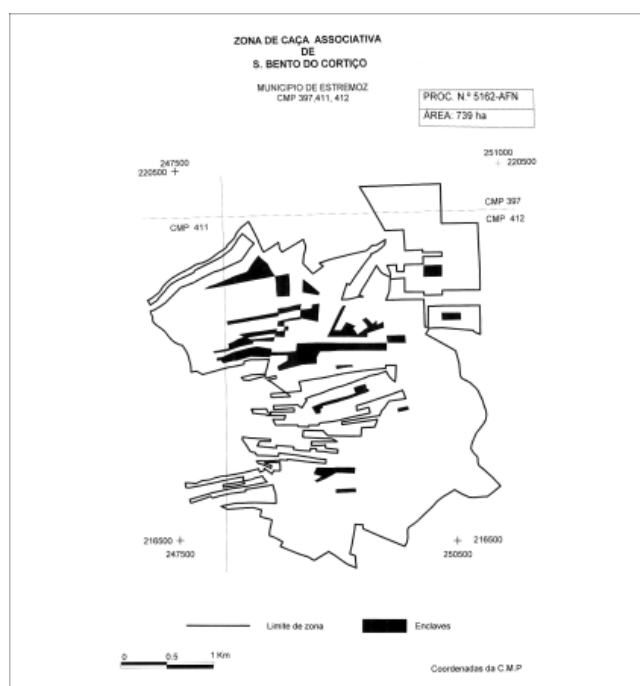 ZONA DE CAÇA ASSOCIATIVA
DE
S. BENTO DO CORTIÇO
MUNICIPIO DE ESTREMOZ
CMP 397,411, 412
PROC. N.º 5162-AFN
ÁREA: 739 ha
247500
220500
251000
220500
CMP 397
CMP 411
CMP 412
216500
247500
216500
250500
Limite de zona
Enclaves
0 0.5 1 Km
Coordenadas da C.M.P